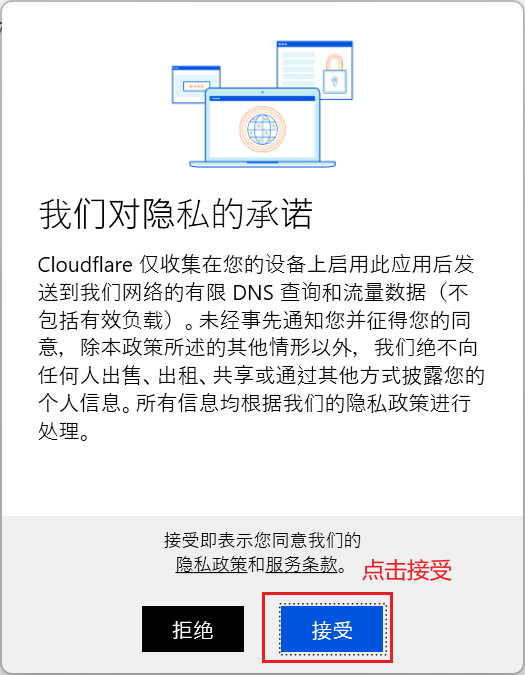 我们对隐私的承诺
Cloudflare 仅收集在您的设备上启用此应用后发
送到我们网络的有限 DNS 查询和流量数据（不
包括有效负载）。未经事先通知您并征得您的同
意，除本政策所述的其他情形以外，我们绝不向
任何人出售、出租、共享或通过其他方式披露您的
个人信息。所有信息均根据我们的隐私政策进行
处理。
接受即表示您同意我们的
隐私政策和服务条款。
点击接受
拒绝
接受